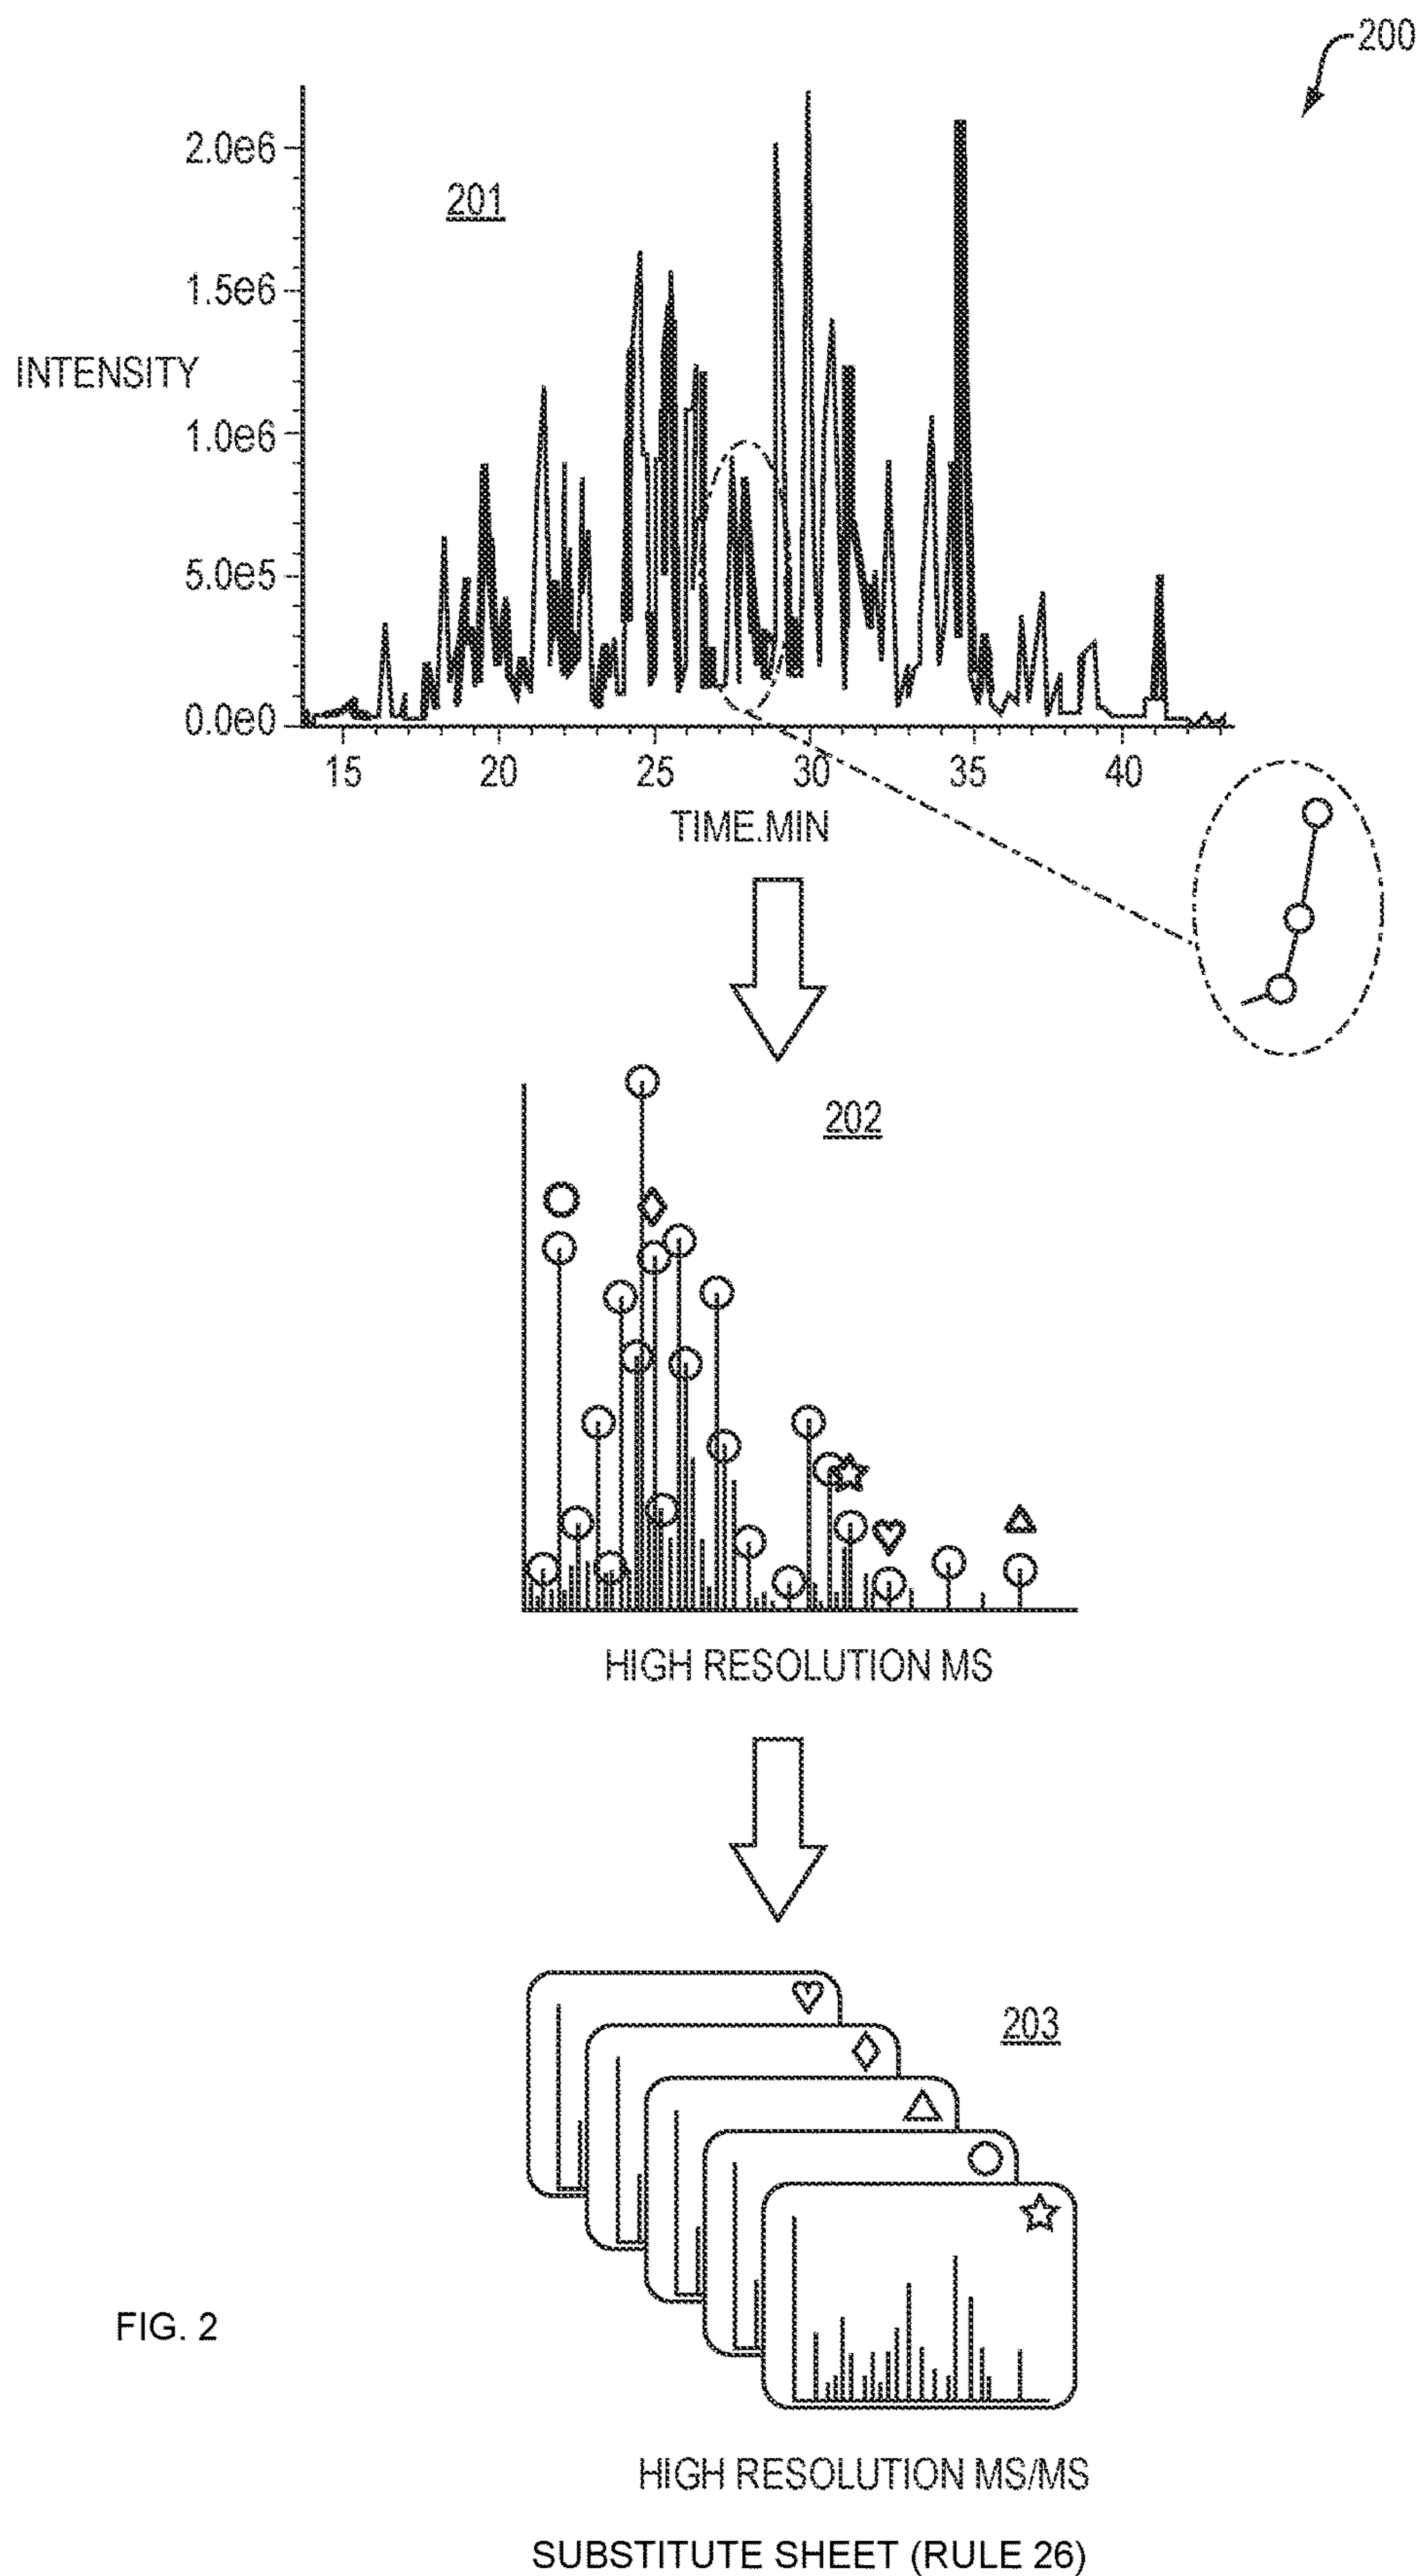 200
2.0e6
201
1.5e6
INTENSITY
1.0e6
5.0e5
0.0e0
15 20 25 30 35 40
TIME.MIN
202
HIGH RESOLUTION MS
203
FIG. 2
HIGH RESOLUTION MS/MS
SUBSTITUTE SHEET (RULE 26)